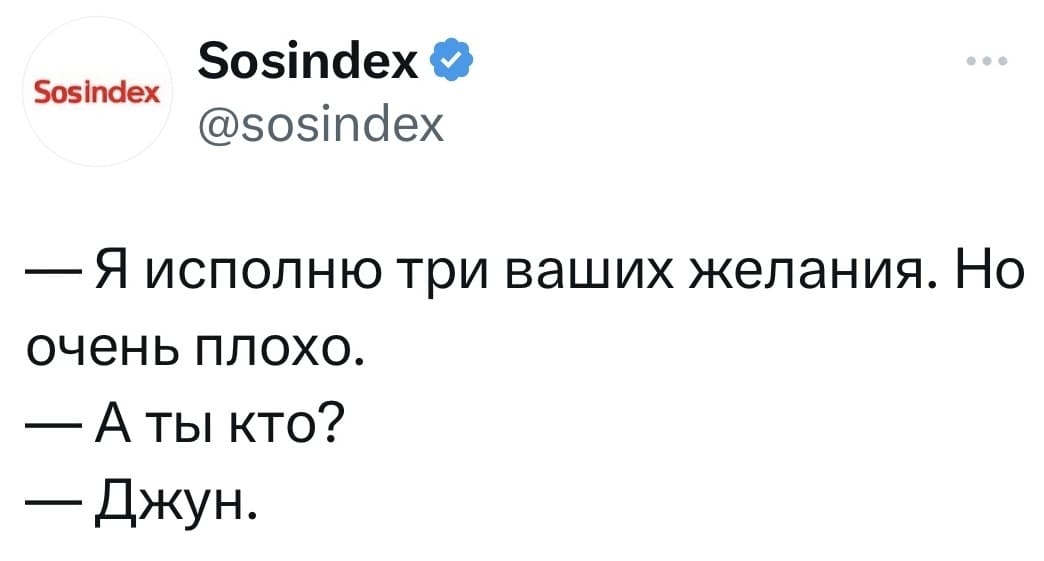 Sosindex
Sosindex
@sosindex
— Я исполню три ваших желания. Но
очень плохо.
— А ты кто?
— Джун.